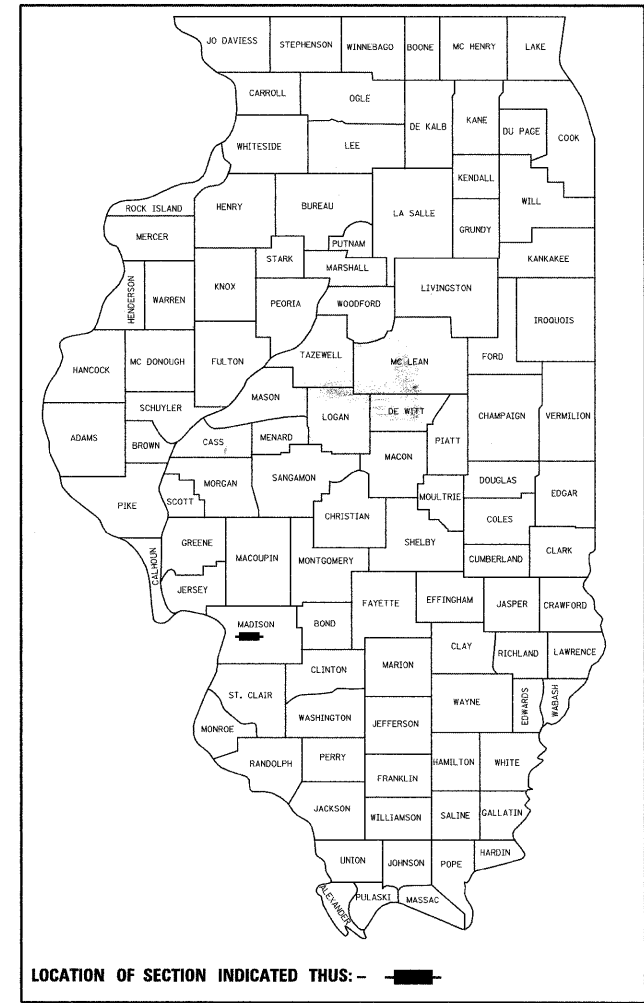 JO DAVIESS STEPHENSON WINNEBAGO BOONE MC HENRY LAKE
CARROLL OGLE DE KALB KANE DU PAGE COOK
WHITESIDE LEE
KENDALL
ROCK ISLAND HENRY BUREAU LA SALLE WILL
MERCER PUTNAM GRUNDY
STARK MARSHALL KANKAKEE
HENDERSON WARREN KNOX PEORIA WOODFORD LIVINGSTON
IROQUOIS
HANCOCK MC DONOUGH FULTON TAZEWELL MC LEAN FORD
MASON
SCHUYLER LOGAN DE WITT CHAMPAIGN VERMILION
ADAMS BROWN CASS MENARD PIATT
MACON
MORGAN SANGAMON DOUGLAS
PIKE SCOTT MOULTRIE EDGAR
CHRISTIAN COLES
GREENE SHELBY
CALHOUN MACOUPIN MONTGOMERY CUMBERLAND CLARK
JERSEY
FAYETTE EFFINGHAM JASPER CRAWFORD
MADISON BOND
CLAY RICHLAND LAWRENCE
CLINTON MARION
ST. CLAIR WAYNE EDWARDS WABASH
WASHINGTON JEFFERSON
MONROE
RANDOLPH PERRY HAMILTON WHITE
FRANKLIN
JACKSON WILLIAMSON SALINE GALLATIN
UNION JOHNSON POPE HARDIN
ALEXANDER PULASKI MASSAC
LOCATION OF SECTION INDICATED THUS: -